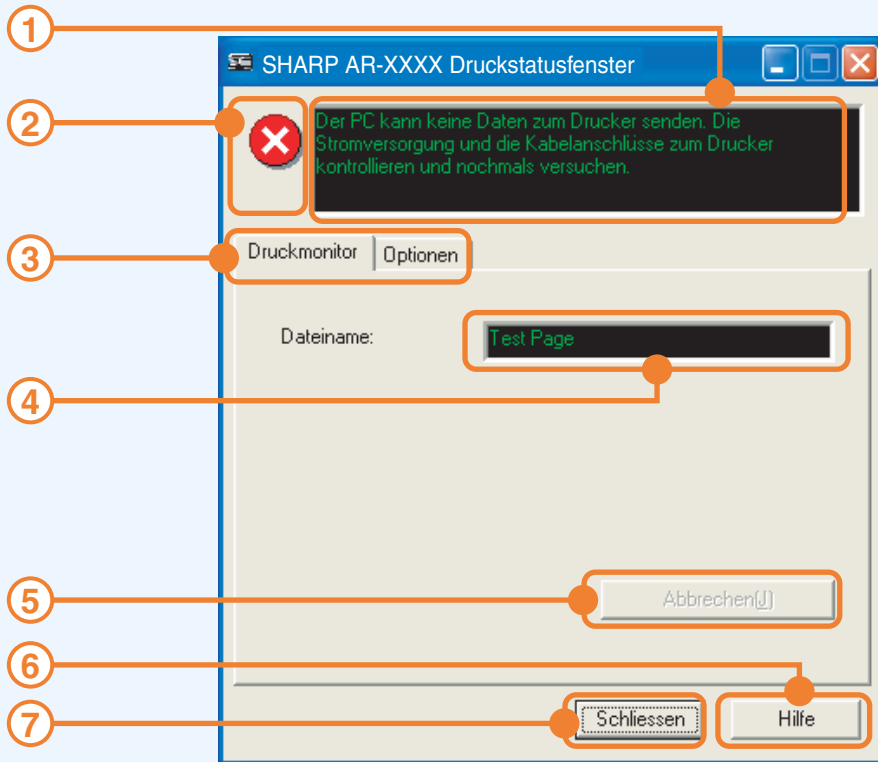 1
SHARP AR-XXXX Druckstatusfenster
2
Der PC kann keine Daten zum Drucker senden. Die
Stromversorgung und die Kabelanschlüsse zum Drucker
kontrollieren und nochmals versuchen.
3
Druckmonitor Optionen
Dateiname: Test Page
4
5
Abbrechen(J)
6
7
Schliessen Hilfe